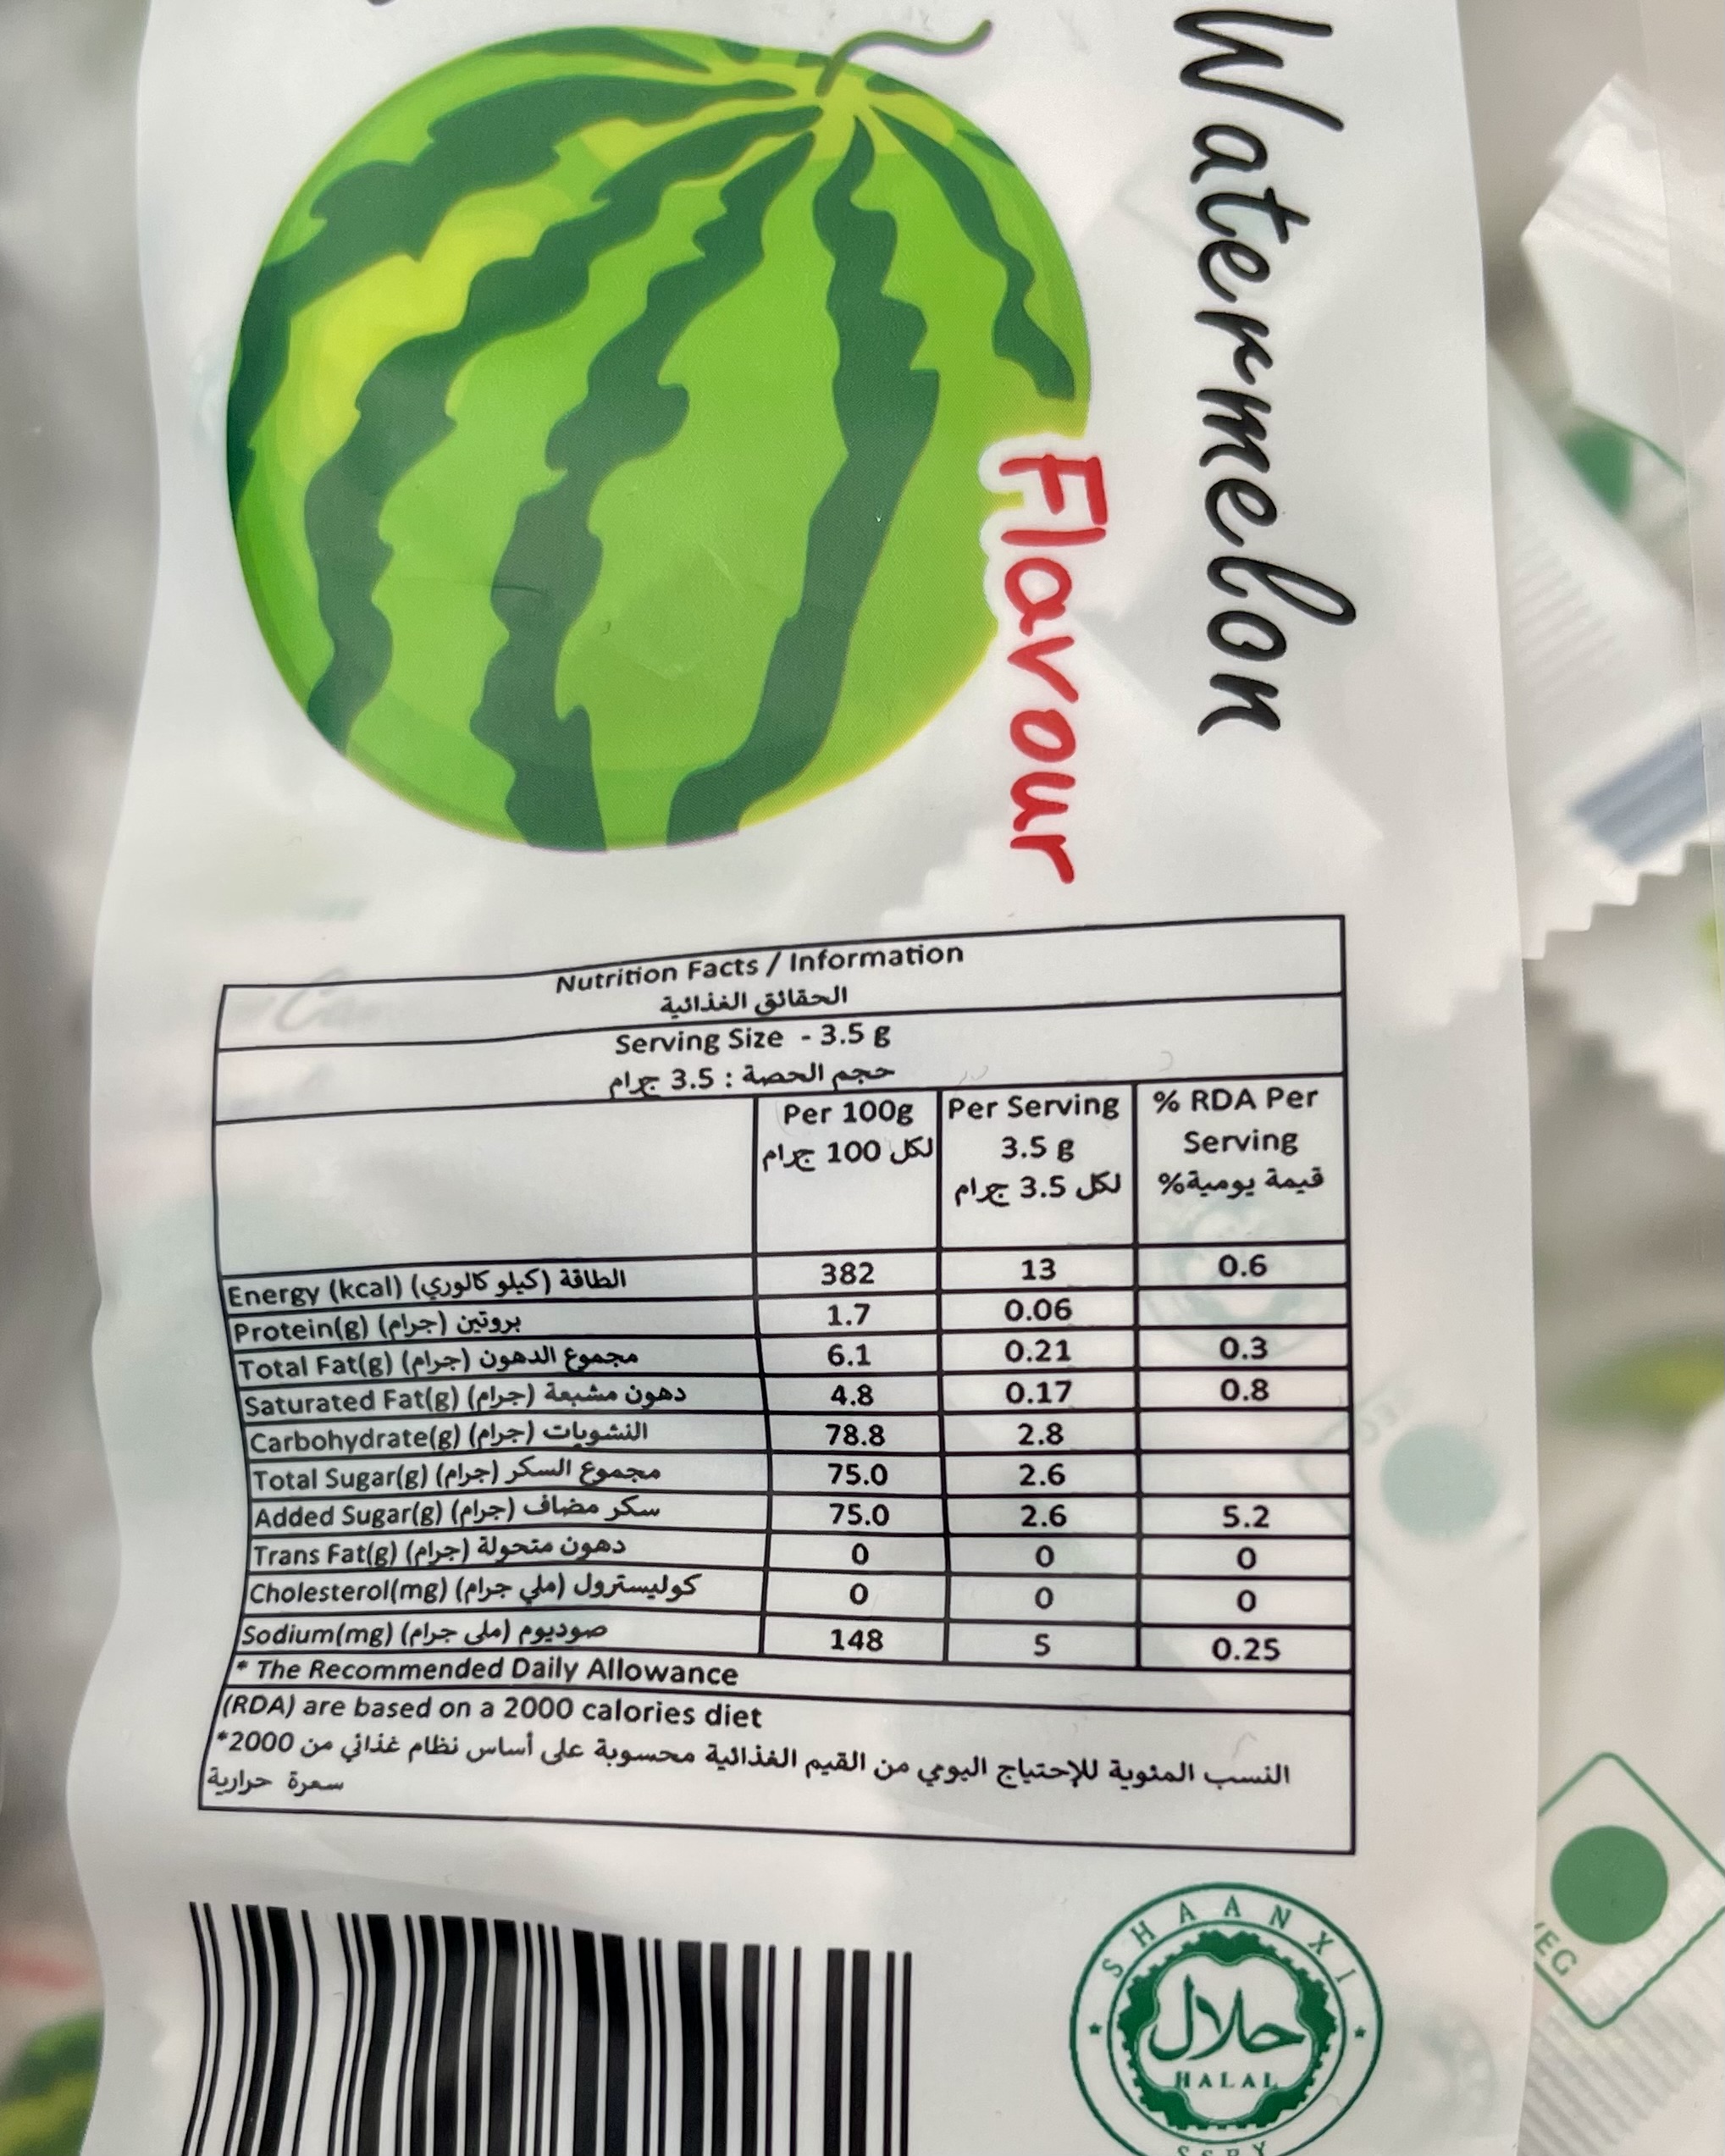 Watermelon
Flavour
Nutrition Facts / Information
الحقائق الغذائية
Serving Size - 3.5 g
حجم الحصة : 3.5 جرام
Per 100g Per Serving % RDA Per
لكل 100 جرام 3.5 g Serving
لكل 3.5 جرام قيمة يومية%
Energy (kcal) الطاقة (كيلو كالوري) 382 13 0.6
Protein(g) بروتين (جرام) 1.7 0.06
Total Fat(g) مجموع الدهون (جرام) 6.1 0.21 0.3
Saturated Fat(g) دهون مشبعة (جرام) 4.8 0.17 0.8
Carbohydrate(g) النشويات (جرام) 78.8 2.8
Total Sugar(g) مجموع السكر (جرام) 75.0 2.6
Added Sugar(g) سكر مضاف (جرام) 75.0 2.6 5.2
Trans Fat(g) دهون متحولة (جرام) 0 0 0
Cholesterol(mg) كوليسترول (ملي جرام) 0 0 0
Sodium(mg) صوديوم (ملى جرام) 148 5 0.25
* The Recommended Daily Allowance
(RDA) are based on a 2000 calories diet
النسب المئوية للإحتياج اليومي من القيم الغذائية محسوبة على أساس نظام غذائي من 2000*
سعرة حرارية
SHAANXI
حلال
HALAL
VEG